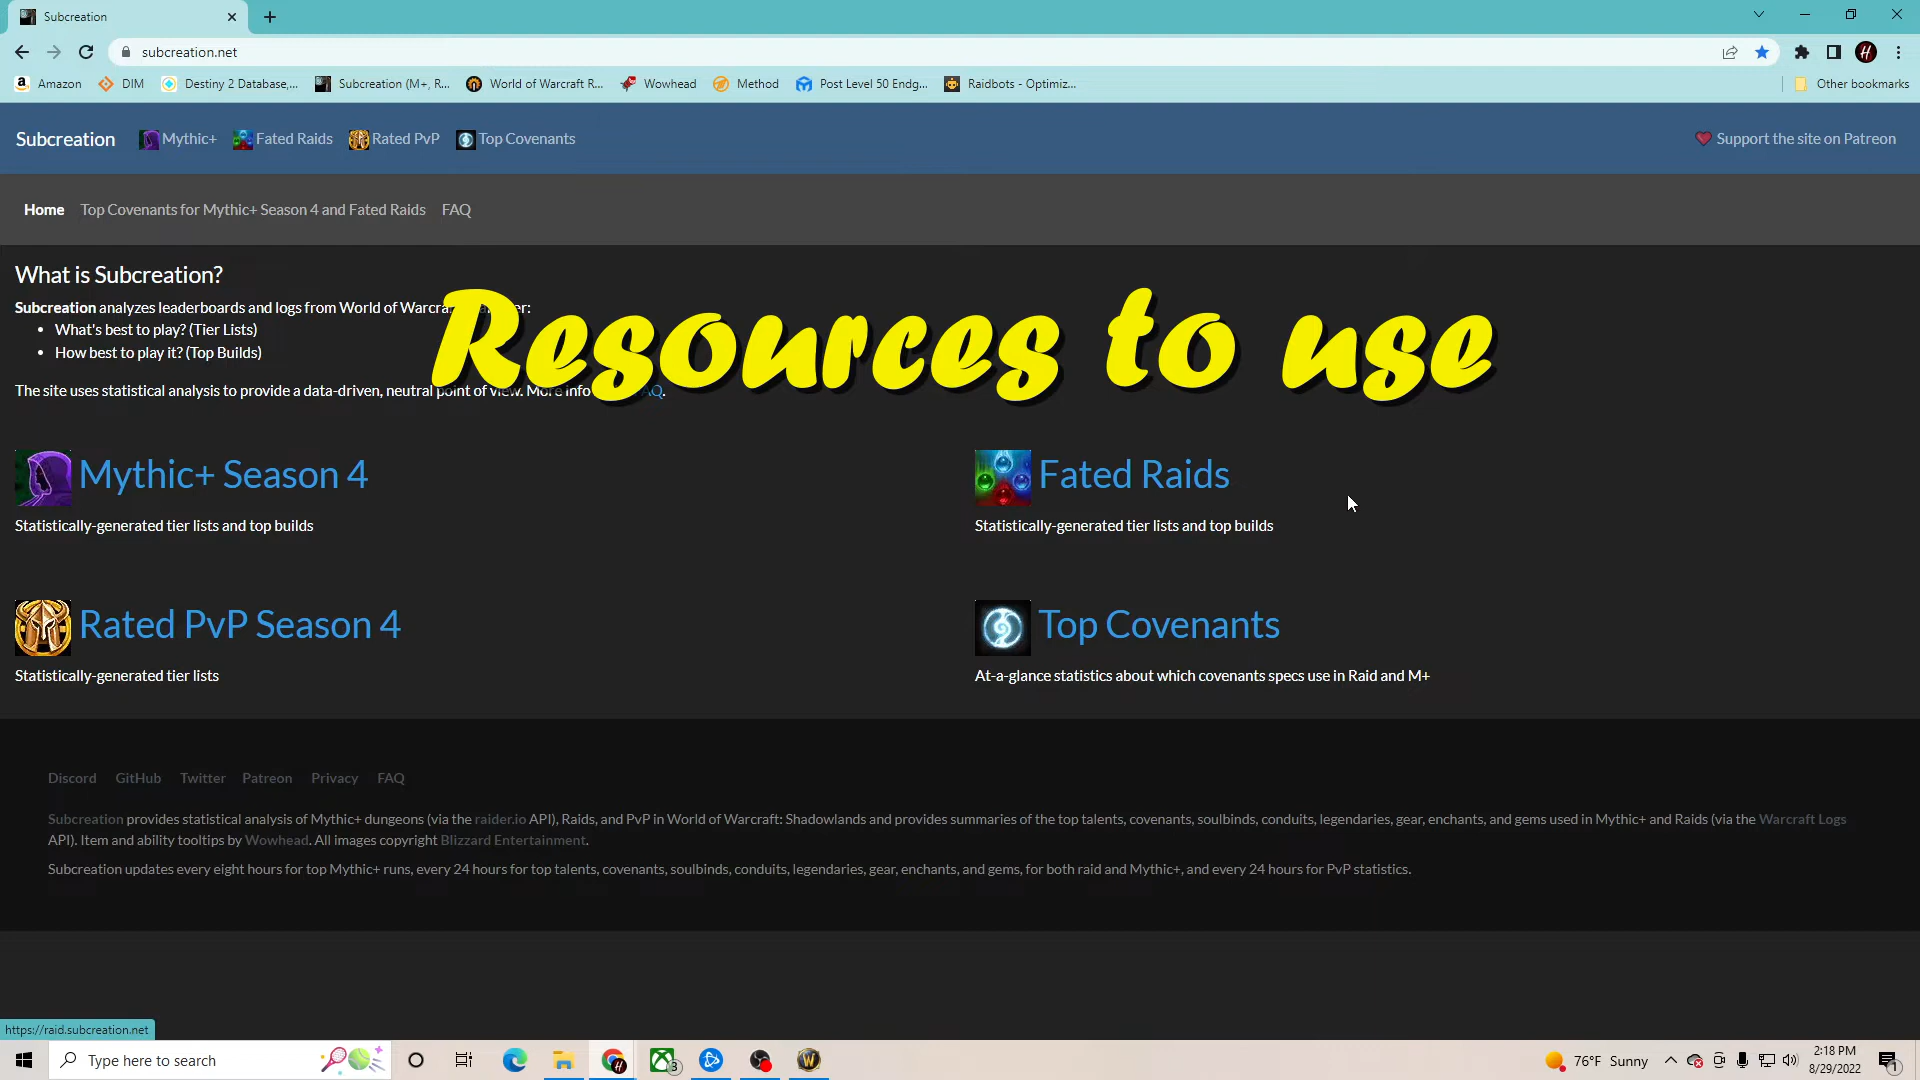 Subcreation
subcreation.net
Amazon DIM Destiny 2 Database,... Subcreation (M+, R... World of Warcraft R... Wowhead Method Post Level 50 Endg... Raidbots - Optimiz... Other bookmarks
Subcreation Mythic+ Fated Raids Rated PvP Top Covenants Support the site on Patreon
Home Top Covenants for Mythic+ Season 4 and Fated Raids FAQ
What is Subcreation?
Subcreation analyzes leaderboards and logs from World of Warcra er:
What's best to play? (Tier Lists)
How best to play it? (Top Builds)
Resources to use
The site uses statistical analysis to provide a data-driven, neutral point of view. More info AQ.
Mythic+ Season 4
Statistically-generated tier lists and top builds
Fated Raids
Statistically-generated tier lists and top builds
Rated PvP Season 4
Statistically-generated tier lists
Top Covenants
At-a-glance statistics about which covenants specs use in Raid and M+
Discord GitHub Twitter Patreon Privacy FAQ
Subcreation provides statistical analysis of Mythic+ dungeons (via the raider.io API), Raids, and PvP in World of Warcraft: Shadowlands and provides summaries of the top talents, covenants, soulbinds, conduits, legendaries, gear, enchants, and gems used in Mythic+ and Raids (via the Warcraft Logs
API). Item and ability tooltips by Wowhead. All images copyright Blizzard Entertainment.
Subcreation updates every eight hours for top Mythic+ runs, every 24 hours for top talents, covenants, soulbinds, conduits, legendaries, gear, enchants, and gems, for both raid and Mythic+, and every 24 hours for PvP statistics.
https://raid.subcreation.net
Type here to search
3
76°F Sunny
2:18 PM
8/29/2022
1